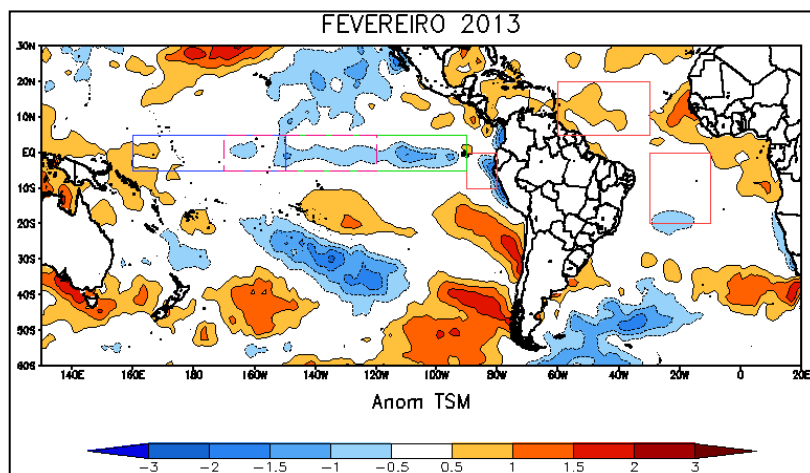 FEVEREIRO 2013
30N
20N
10N
EQ
10S
20S
30S
40S
50S
60S
140E 160E 180 160W 140W 120W 100W 80W 60W 40W 20W 0 20E
Anom TSM
-3 -2 -1.5 -1 -0.5 0.5 1 1.5 2 3